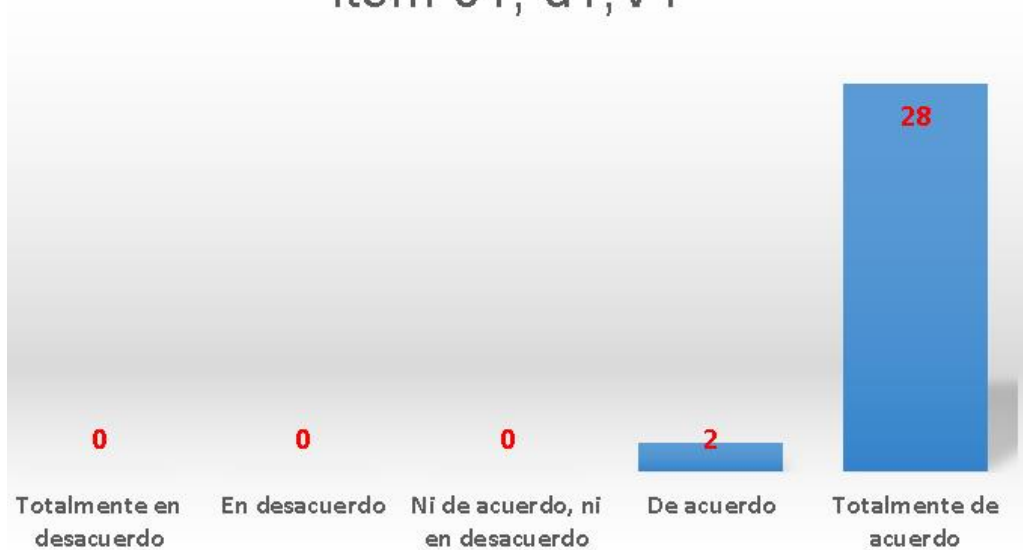 28
0 0 0 2
Totalmente en En desacuerdo Ni de acuerdo, ni De acuerdo Totalmente de
desacuerdo en desacuerdo acuerdo